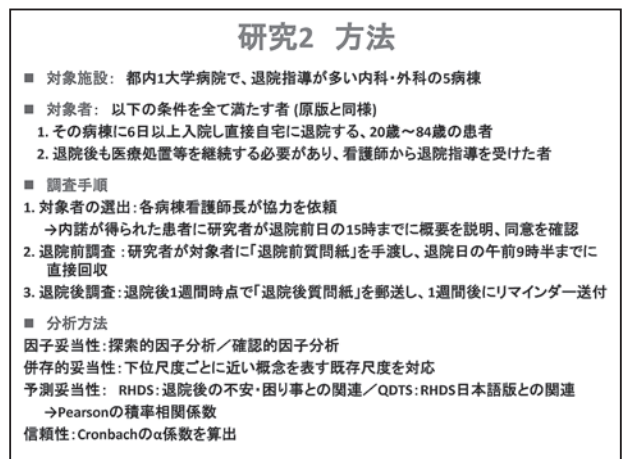 研究2 方法
■ 対象施設: 都内1大学病院で、退院指導が多い内科・外科の5病棟
■ 対象者: 以下の条件を全て満たす者 (原版と同様)
1. その病棟に6日以上入院し直接自宅に退院する、20歳～84歳の患者
2. 退院後も医療処置等を継続する必要があり、看護師から退院指導を受けた者
■ 調査手順
1. 対象者の選出:各病棟看護師長が協力を依頼
→内諾が得られた患者に研究者が退院前日の15時までに概要を説明、同意を確認
2. 退院前調査:研究者が対象者に「退院前質問紙」を手渡し、退院日の午前9時半までに
直接回収
3. 退院後調査:退院後1週間時点で「退院後質問紙」を郵送し、1週間後にリマインダー送付
■ 分析方法
因子妥当性:探索的因子分析／確認的因子分析
併存的妥当性:下位尺度ごとに近い概念を表す既存尺度を対応
予測妥当性: RHDS:退院後の不安・困り事との関連／QDTS:RHDS日本語版との関連
→Pearsonの積率相関係数
信頼性:Cronbachのα係数を算出